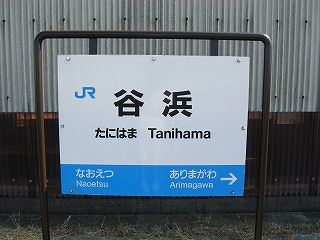 JR 谷浜
たにはま Tanihama
なおえつ ありまがわ
Naoetsu Arimagawa →